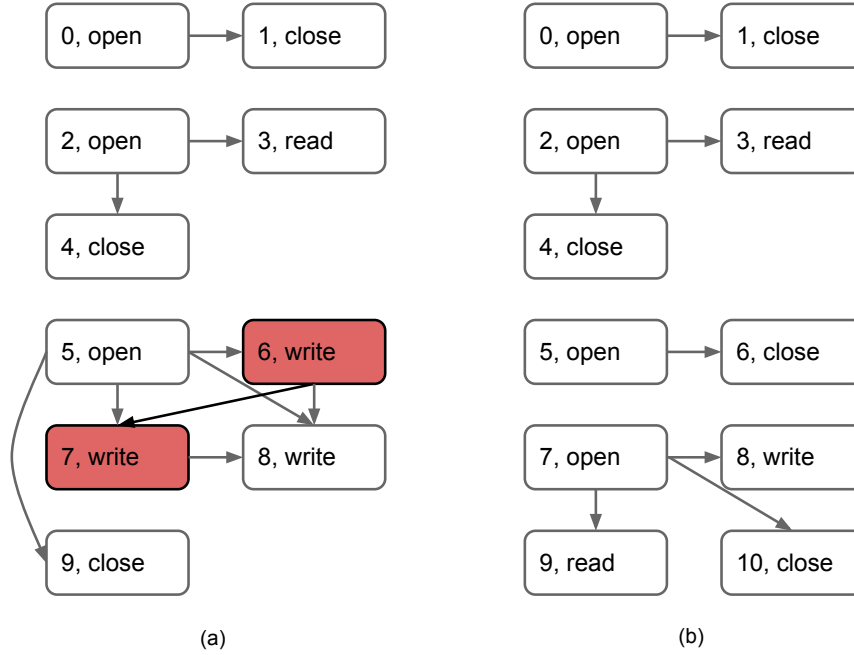 0, open
1, close
2, open
3, read
4, close
5, open
6, write
7, write
8, write
9, close
(a)
0, open
1, close
2, open
3, read
4, close
5, open
6, close
7, open
8, write
9, read
10, close
(b)